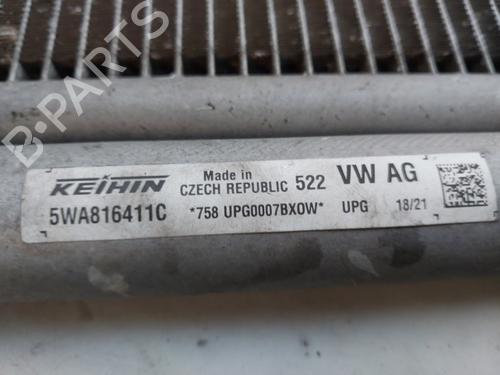 B-Parts
KEIHIN
Made in
CZECH REPUBLIC 522 VW AG
5WA816411C *758 UPG0007BXOW* UPG 18/21